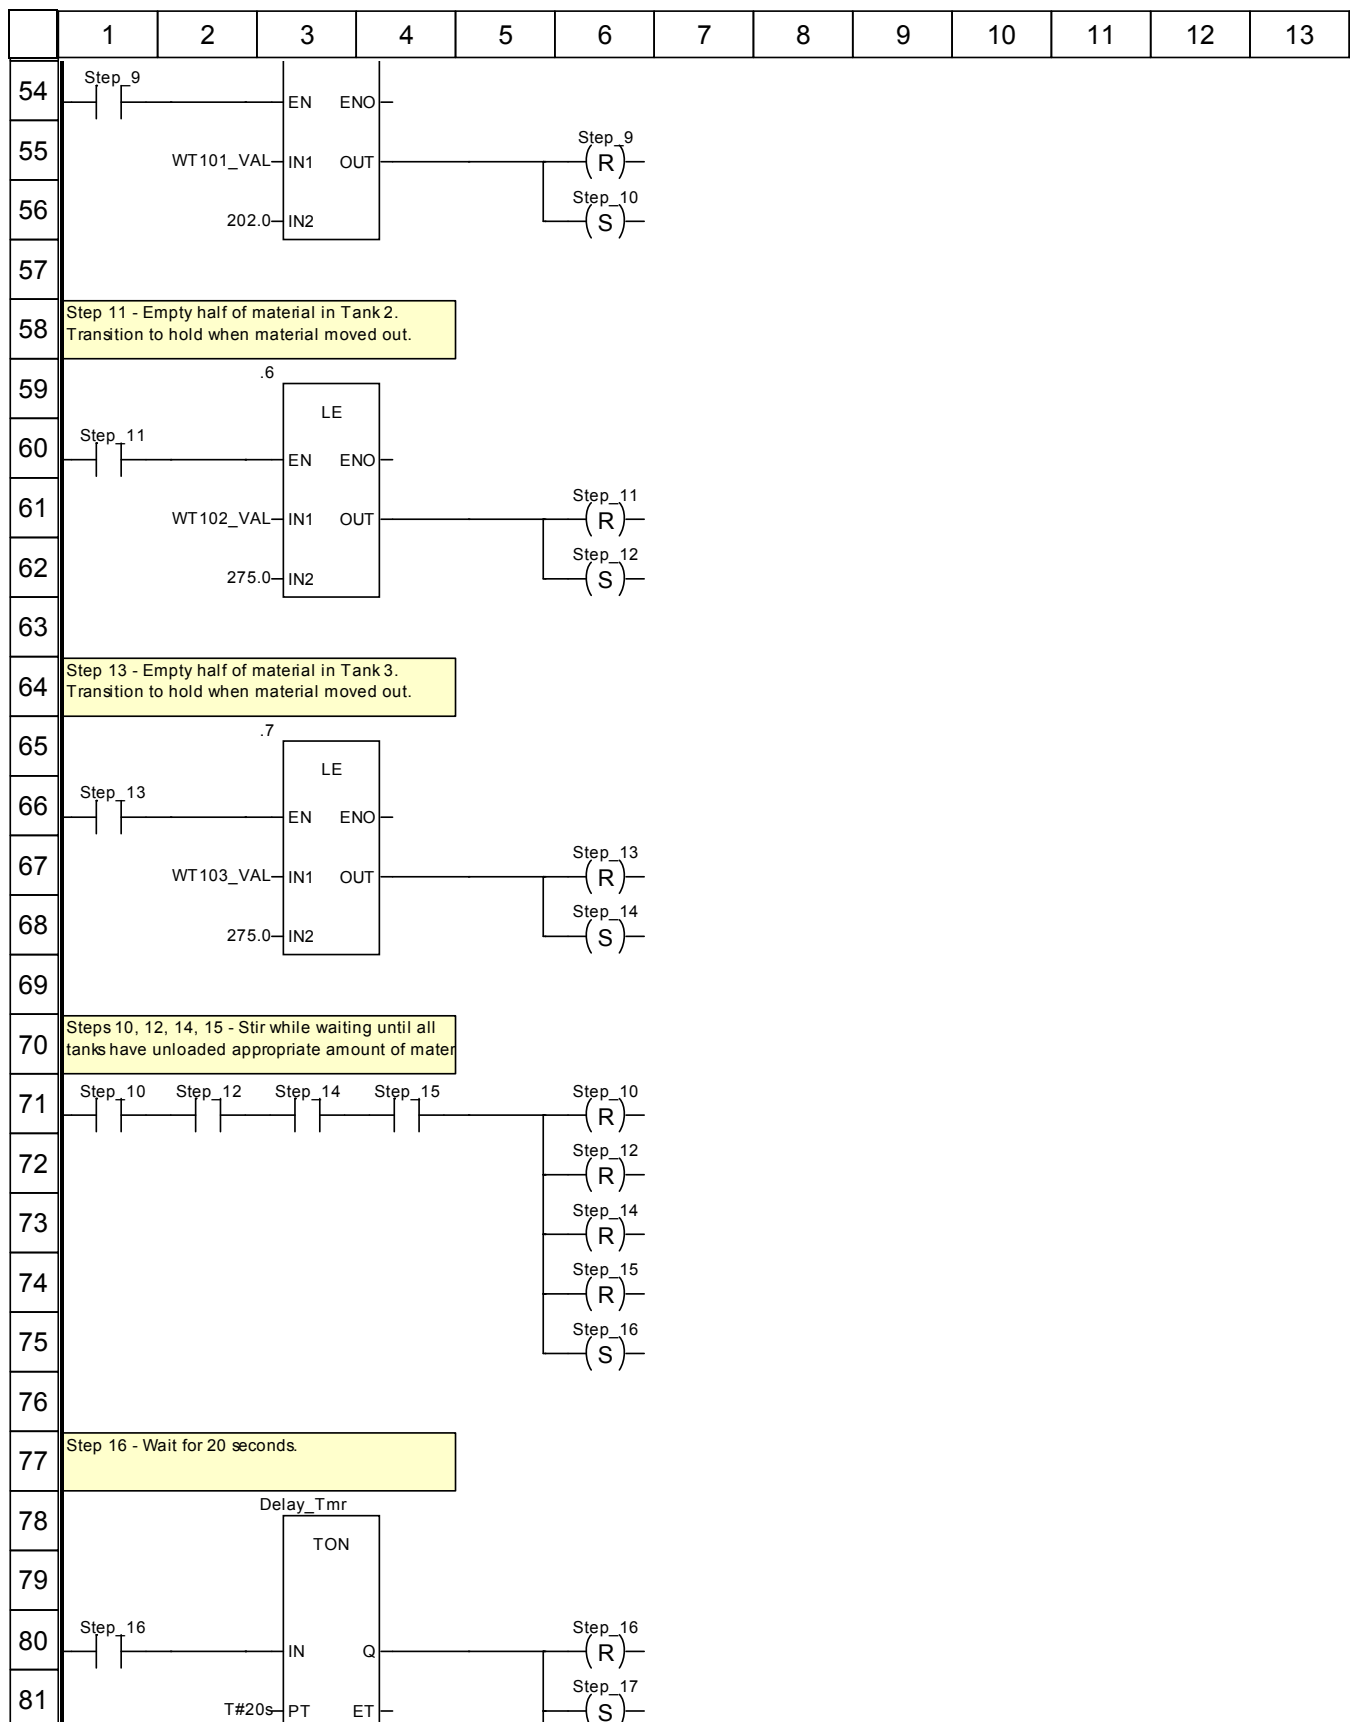 1 2 3 4 5 6 7 8 9 10 11 12 13
54 Step_9
EN ENO
55 WT101_VAL IN1 OUT Step_9
(R)
56 202.0 IN2 Step_10
(S)
57
58 Step 11 - Empty half of material in Tank 2.
Transition to hold when material moved out.
59 .6
LE
60 Step_11
EN ENO
61 WT102_VAL IN1 OUT Step_11
(R)
62 275.0 IN2 Step_12
(S)
63
64 Step 13 - Empty half of material in Tank 3.
Transition to hold when material moved out.
65 .7
LE
66 Step_13
EN ENO
67 WT103_VAL IN1 OUT Step_13
(R)
68 275.0 IN2 Step_14
(S)
69
70 Steps 10, 12, 14, 15 - Stir while waiting until all
tanks have unloaded appropriate amount of mater
71 Step_10 Step_12 Step_14 Step_15 Step_10
(R)
72 Step_12
(R)
73 Step_14
(R)
74 Step_15
(R)
75 Step_16
(S)
76
77 Step 16 - Wait for 20 seconds.
78 Delay_Tmr
TON
79
80 Step_16 Step_16
IN Q (R)
81 Step_17
T#20s PT ET (S)